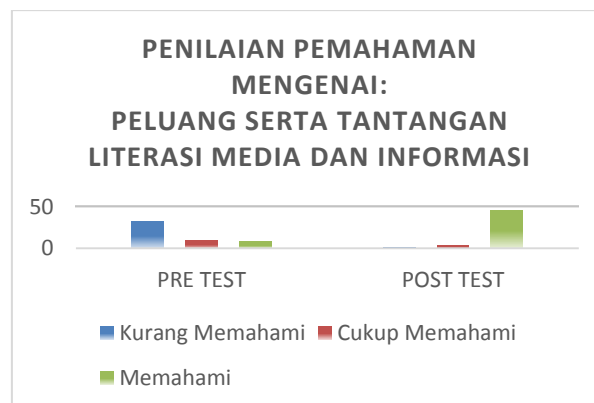 PENILAIAN PEMAHAMAN
MENGENAI:
PELUANG SERTA TANTANGAN
LITERASI MEDIA DAN INFORMASI
50
0
PRE TEST POST TEST
Kurang Memahami Cukup Memahami
Memahami